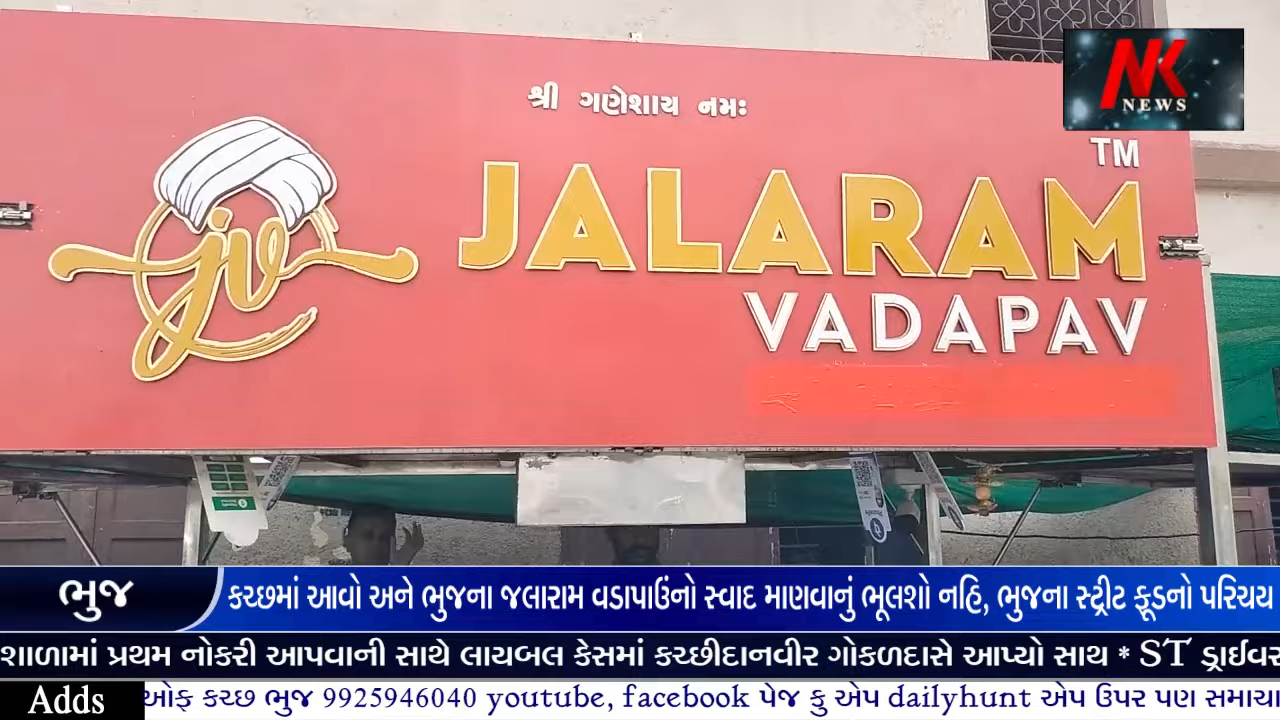 NK
NEWS
શ્રી ગણેશાય નમઃ
TM
jv
JALARAM
VADAPAV
ભુજ
કચ્છમાં આવો અને ભુજના જલારામ વડાપાઉંનો સ્વાદ માણવાનું ભૂલશો નહિ, ભુજના સ્ટ્રીટ ફૂડનો પરિચય
શાળામાં પ્રથમ નોકરી આપવાની સાથે લાયબલ કેસમાં કચ્છીદાનવીર ગોકળદાસે આપ્યો સાથ * ST ડ્રાઈવર
Adds
ઓફ કચ્છ ભુજ 9925946040 youtube, facebook પેજ કુ એપ dailyhunt એપ ઉપર પણ સમાચા